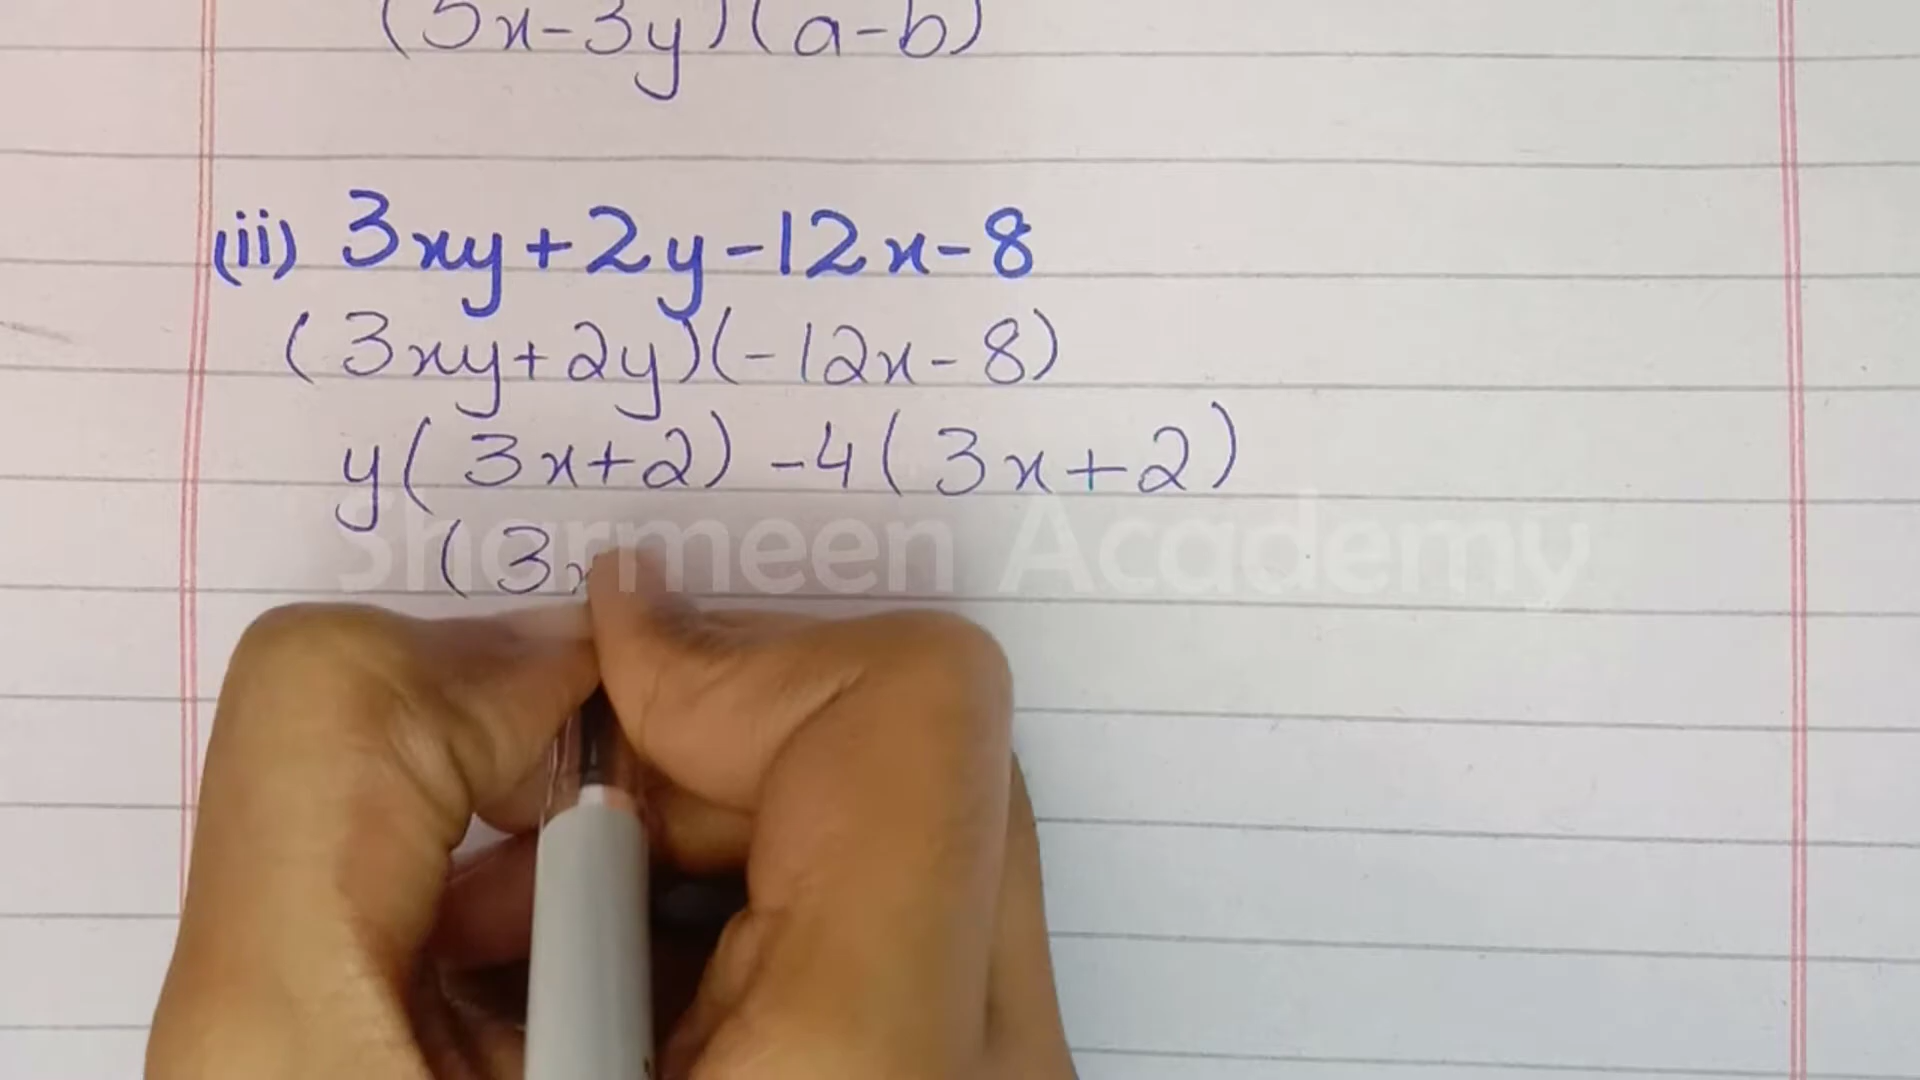 (5x-3y)(a-b)
(ii) 3xy+2y-12x-8
(3xy+2y)(-12x-8)
y(3x+2) -4(3x+2)
(3x
Sharmeen Academy